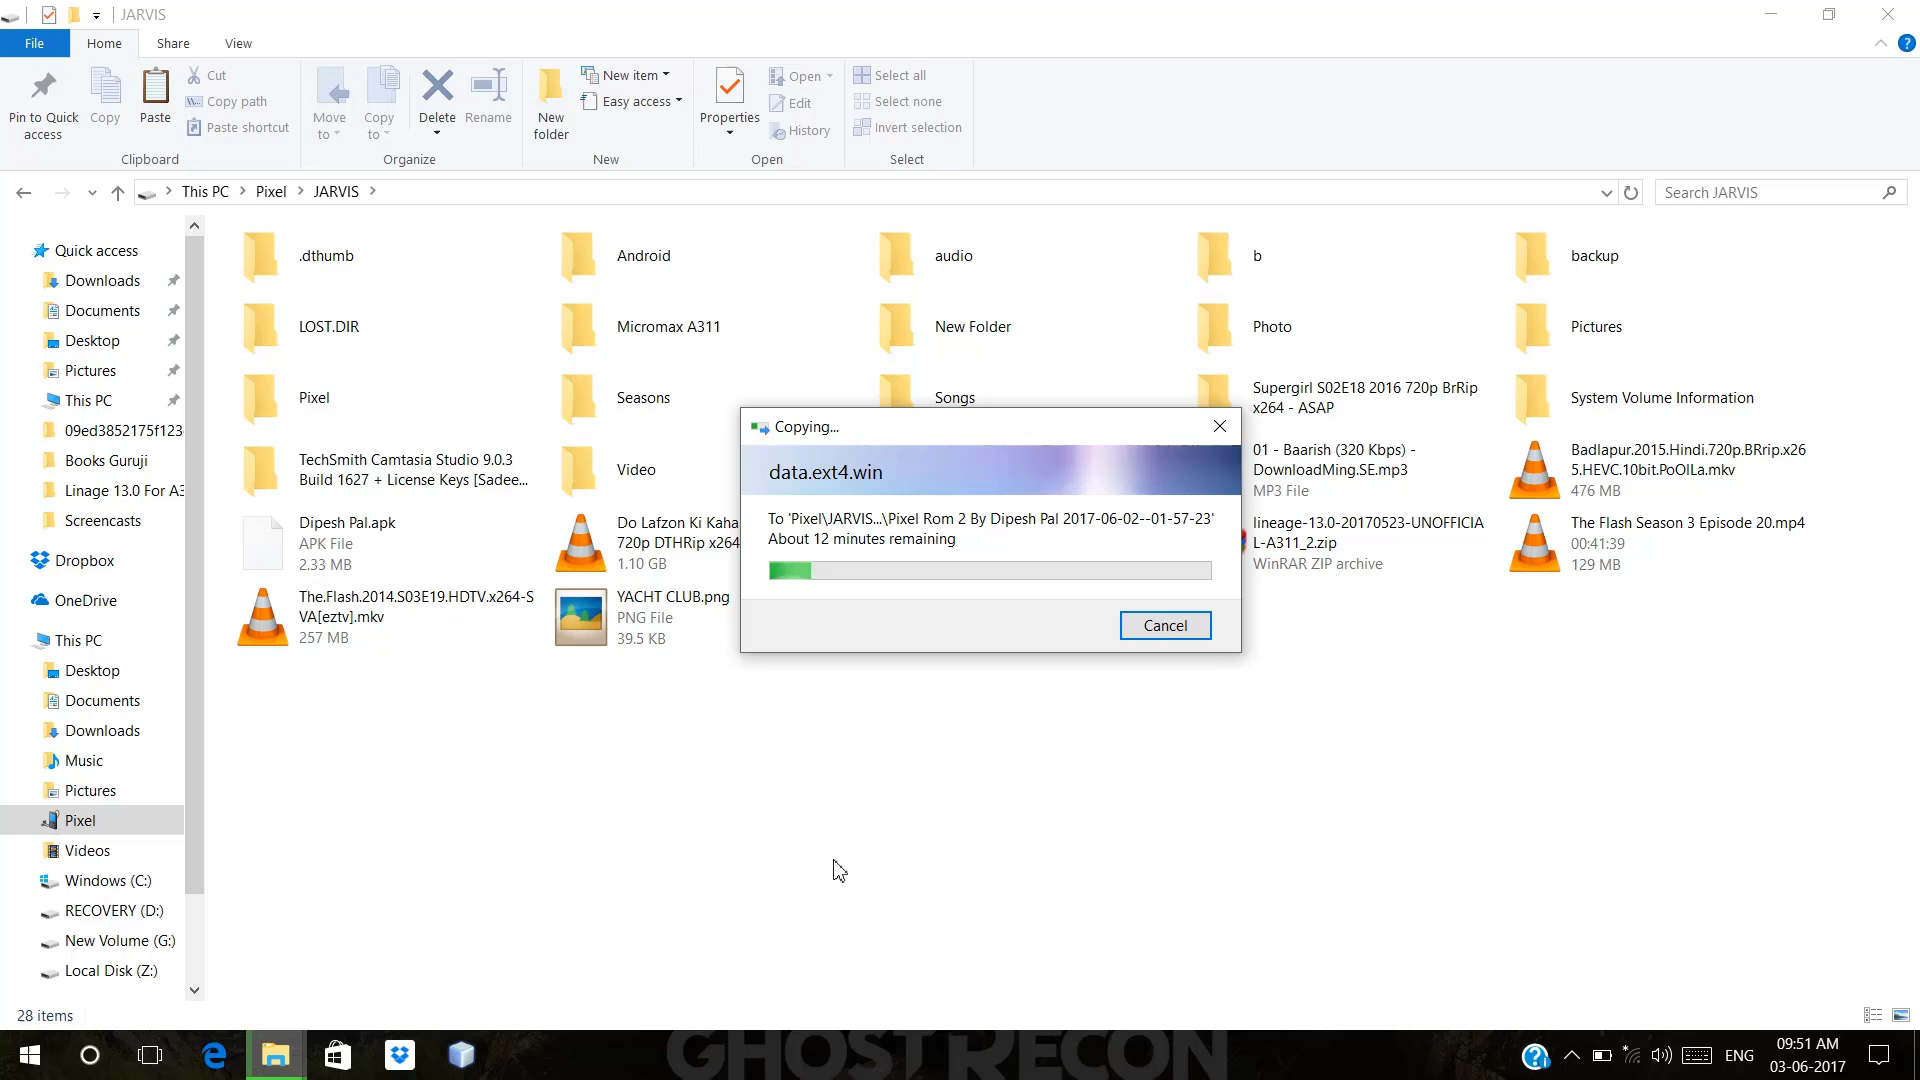 JARVIS
File Home Share View
Pin to Quick access
Copy
Paste
Cut
Copy path
Paste shortcut
Clipboard
Move to
Copy to
Delete
Rename
Organize
New folder
New item
Easy access
New
Properties
Open
Edit
History
Open
Select all
Select none
Invert selection
Select
This PC > Pixel > JARVIS >
Search JARVIS
Quick access
Downloads
Documents
Desktop
Pictures
This PC
09ed3852175f123
Books Guruji
Linage 13.0 For A3
Screencasts
Dropbox
OneDrive
This PC
Desktop
Documents
Downloads
Music
Pictures
Pixel
Videos
Windows (C:)
RECOVERY (D:)
New Volume (G:)
Local Disk (Z:)
.dthumb
Android
audio
b
backup
LOST.DIR
Micromax A311
New Folder
Photo
Pictures
Pixel
Seasons
Songs
Supergirl S02E18 2016 720p BrRip
x264 - ASAP
System Volume Information
TechSmith Camtasia Studio 9.0.3
Build 1627 + License Keys [Sadee...
Video
01 - Baarish (320 Kbps) -
DownloadMing.SE.mp3
MP3 File
Badlapur.2015.Hindi.720p.BRrip.x26
5.HEVC.10bit.PoOlLa.mkv
476 MB
Dipesh Pal.apk
APK File
2.33 MB
Do Lafzon Ki Kaha
720p DTHRip x264
1.10 GB
lineage-13.0-20170523-UNOFFICIA
L-A311_2.zip
WinRAR ZIP archive
The Flash Season 3 Episode 20.mp4
00:41:39
129 MB
The.Flash.2014.S03E19.HDTV.x264-S
VA[eztv].mkv
257 MB
YACHT CLUB.png
PNG File
39.5 KB
Copying...
data.ext4.win
To 'Pixel\JARVIS...\Pixel Rom 2 By Dipesh Pal 2017-06-02--01-57-23'
About 12 minutes remaining
Cancel
28 items
GHOST RECON
ENG
09:51 AM
03-06-2017